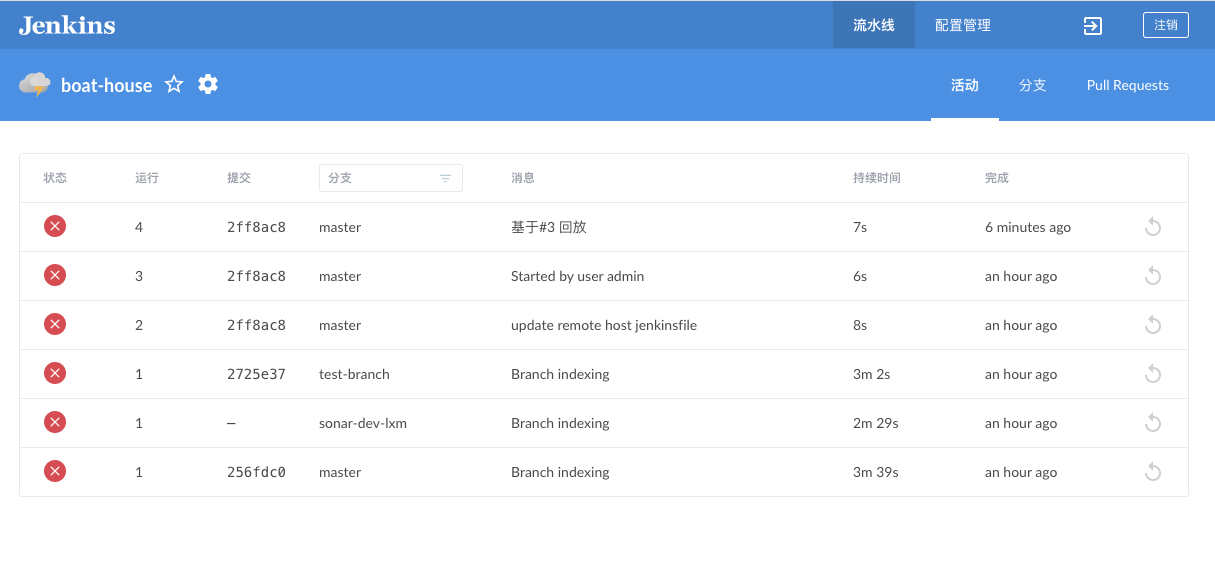 Jenkins 流水线 配置管理 注销
boat-house 活动 分支 Pull Requests
状态 运行 提交 分支 消息 持续时间 完成
4 2ff8ac8 master 基于#3 回放 7s 6 minutes ago
3 2ff8ac8 master Started by user admin 6s an hour ago
2 2ff8ac8 master update remote host jenkinsfile 8s an hour ago
1 2725e37 test-branch Branch indexing 3m 2s an hour ago
1 – sonar-dev-lxm Branch indexing 2m 29s an hour ago
1 256fdc0 master Branch indexing 3m 39s an hour ago